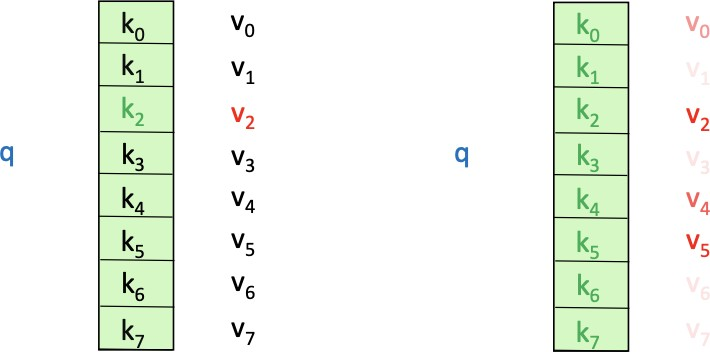 k₀ v₀ k₀ v₀
k₁ v₁ k₁ v₁
k₂ v₂ k₂ v₂
q k₃ v₃ q k₃ v₃
k₄ v₄ k₄ v₄
k₅ v₅ k₅ v₅
k₆ v₆ k₆ v₆
k₇ v₇ k₇ v₇